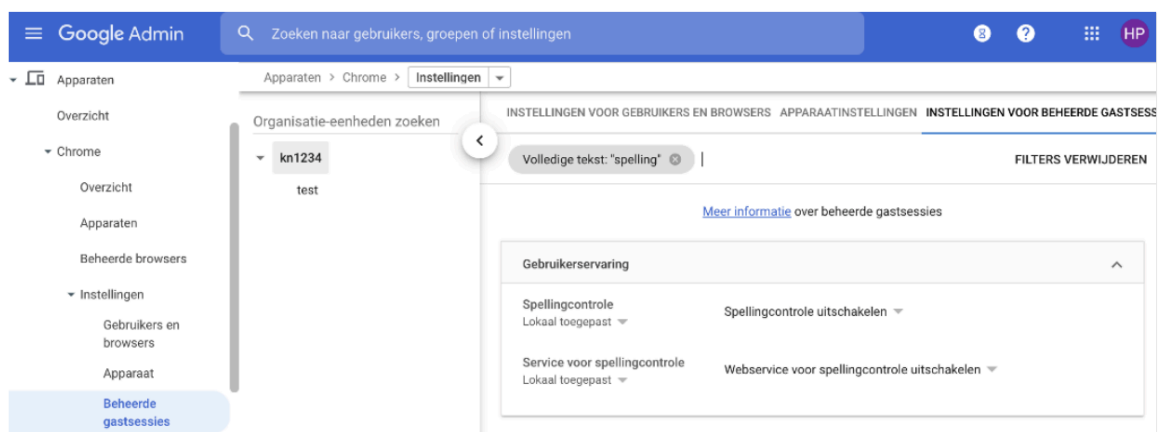 Google Admin
Zoeken naar gebruikers, groepen of instellingen
HP
Apparaten
Overzicht
Chrome
Overzicht
Apparaten
Beheerde browsers
Instellingen
Gebruikers en
browsers
Apparaat
Beheerde
gastsessies
Apparaten > Chrome > Instellingen
Organisatie-eenheden zoeken
kn1234
test
INSTELLINGEN VOOR GEBRUIKERS EN BROWSERS APPARAATINSTELLINGEN INSTELLINGEN VOOR BEHEERDE GASTSESS
Volledige tekst: "spelling"
FILTERS VERWIJDEREN
Meer informatie over beheerde gastsessies
Gebruikerservaring
Spellingcontrole
Lokaal toegepast
Spellingcontrole uitschakelen
Service voor spellingcontrole
Lokaal toegepast
Webservice voor spellingcontrole uitschakelen